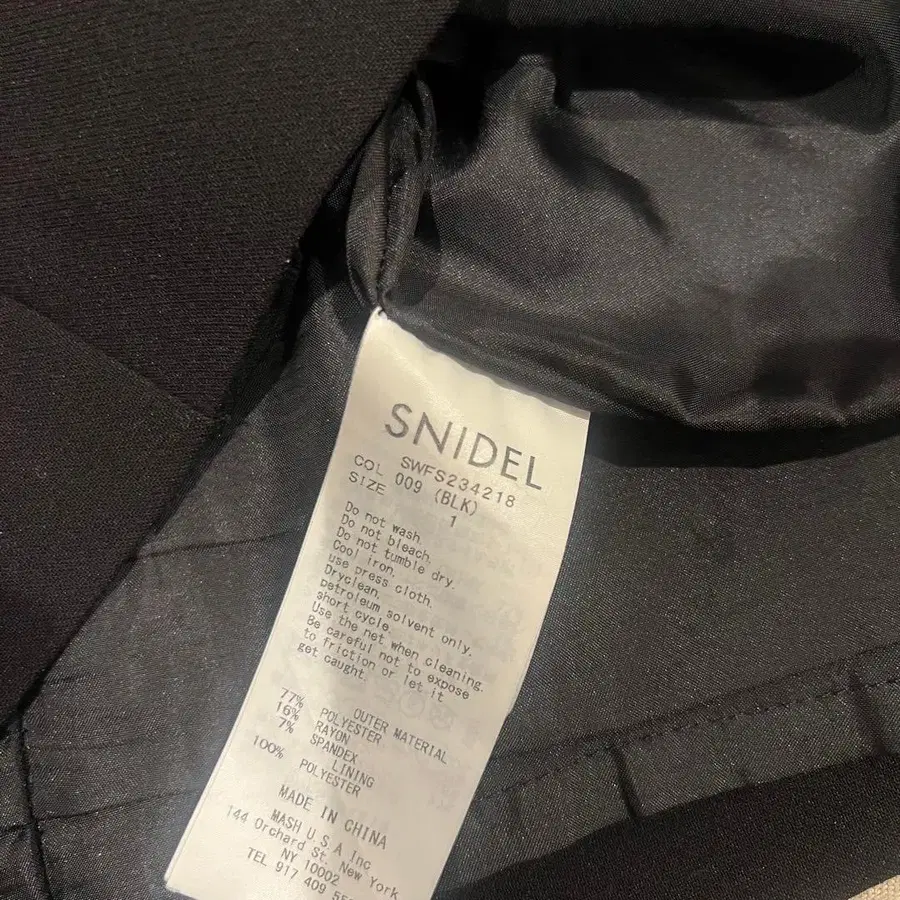 SNIDEL
SWFS234218
COL 009 (BLK)
SIZE 1
Do not wash.
Do not bleach.
Do not tumble dry.
Cool iron.
use press cloth.
Dryclean.
petroleum solvent only.
short cycle.
Use the net when cleaning.
Be careful not to expose
to friction or let it
get caught.
OUTER MATERIAL
77% POLYESTER
16% RAYON
7% SPANDEX
LINING
100% POLYESTER
MADE IN CHINA
MASH U.S.A Inc
144 Orchard St. New York
NY 10002
TEL 917 409